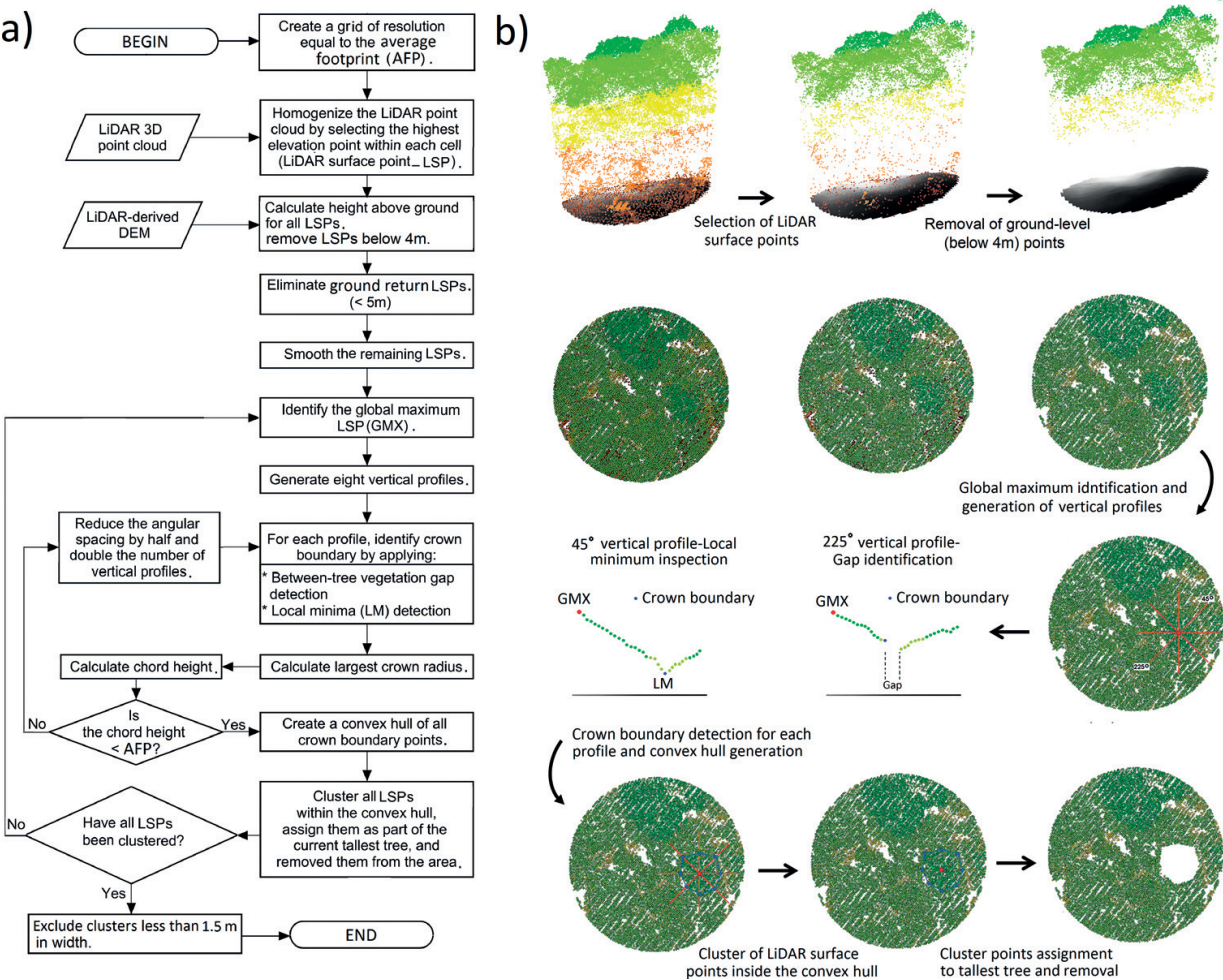 a)
BEGIN
Create a grid of resolution
equal to the average
footprint (AFP).
LiDAR 3D
point cloud
Homogenize the LiDAR point
cloud by selecting the highest
elevation point within each cell
(LiDAR surface point_LSP).
LiDAR-derived
DEM
Calculate height above ground
for all LSPs.
remove LSPs below 4m.
Eliminate ground return LSPs.
(< 5m)
Smooth the remaining LSPs.
Identify the global maximum
LSP(GMX).
Generate eight vertical profiles.
Reduce the angular
spacing by half and
double the number of
vertical profiles.
For each profile, identify crown
boundary by applying:
* Between-tree vegetation gap
detection
* Local minima (LM) detection
Calculate chord height.
Calculate largest crown radius.
No
Is
the chord height
< AFP?
Yes
Create a convex hull of all
crown boundary points.
No
Have all LSPs
been clustered?
Cluster all LSPs
within the convex hull,
assign them as part of the
current tallest tree, and
removed them from the area.
Yes
Exclude clusters less than 1.5 m
in width.
END
b)
Selection of LiDAR
surface points
Removal of ground-level
(below 4m) points
Global maximum idntification and
generation of vertical profiles
45° vertical profile-Local
minimum inspection
225° vertical profile-
Gap identification
GMX
Crown boundary
LM
GMX
Crown boundary
Gap
45°
225°
Crown boundary detection for each
profile and convex hull generation
Cluster of LiDAR surface
points inside the convex hull
Cluster points assignment
to tallest tree and removal